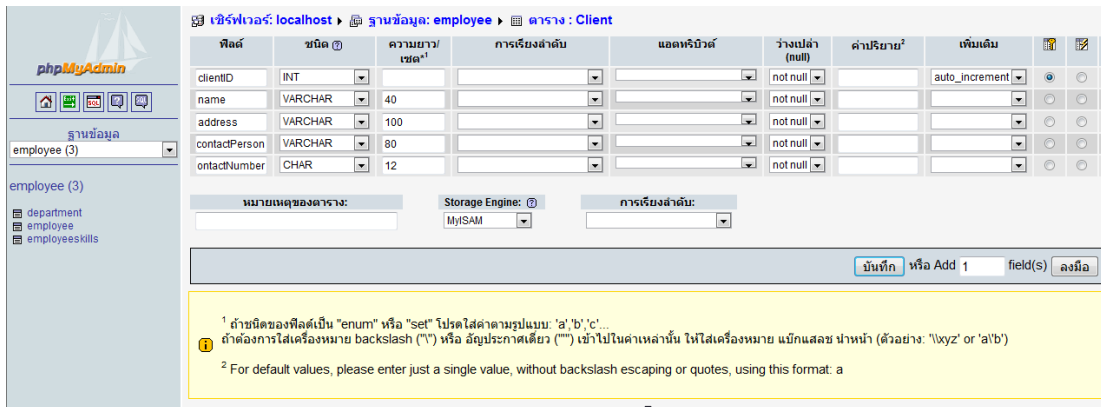 เซิร์ฟเวอร์: localhost ▸ ฐานข้อมูล: employee ▸ ตาราง : Client
phpMyAdmin
SQL
ฐานข้อมูล
employee (3)
employee (3)
department
employee
employeeskills
ฟิลด์ ชนิด ความยาว/เซต*1 การเรียงลำดับ แอตทริบิวต์ ว่างเปล่า (null) ค่าปริยาย2 เพิ่มเติม
clientID INT not null auto_increment
name VARCHAR 40 not null
address VARCHAR 100 not null
contactPerson VARCHAR 80 not null
ontactNumber CHAR 12 not null
หมายเหตุของตาราง: Storage Engine: การเรียงลำดับ:
MyISAM
บันทึก หรือ Add 1 field(s) ลงมือ
1 ถ้าชนิดของฟิลด์เป็น "enum" หรือ "set" โปรดใส่ค่าตามรูปแบบ: 'a','b','c'...
ถ้าต้องการใส่เครื่องหมาย backslash ("\") หรือ อัญประกาศเดี่ยว ("'") เข้าไปในค่าเหล่านั้น ให้ใส่เครื่องหมาย แบ๊กแสลช นำหน้า (ตัวอย่าง: '\\xyz' or 'a\'b')
2 For default values, please enter just a single value, without backslash escaping or quotes, using this format: a